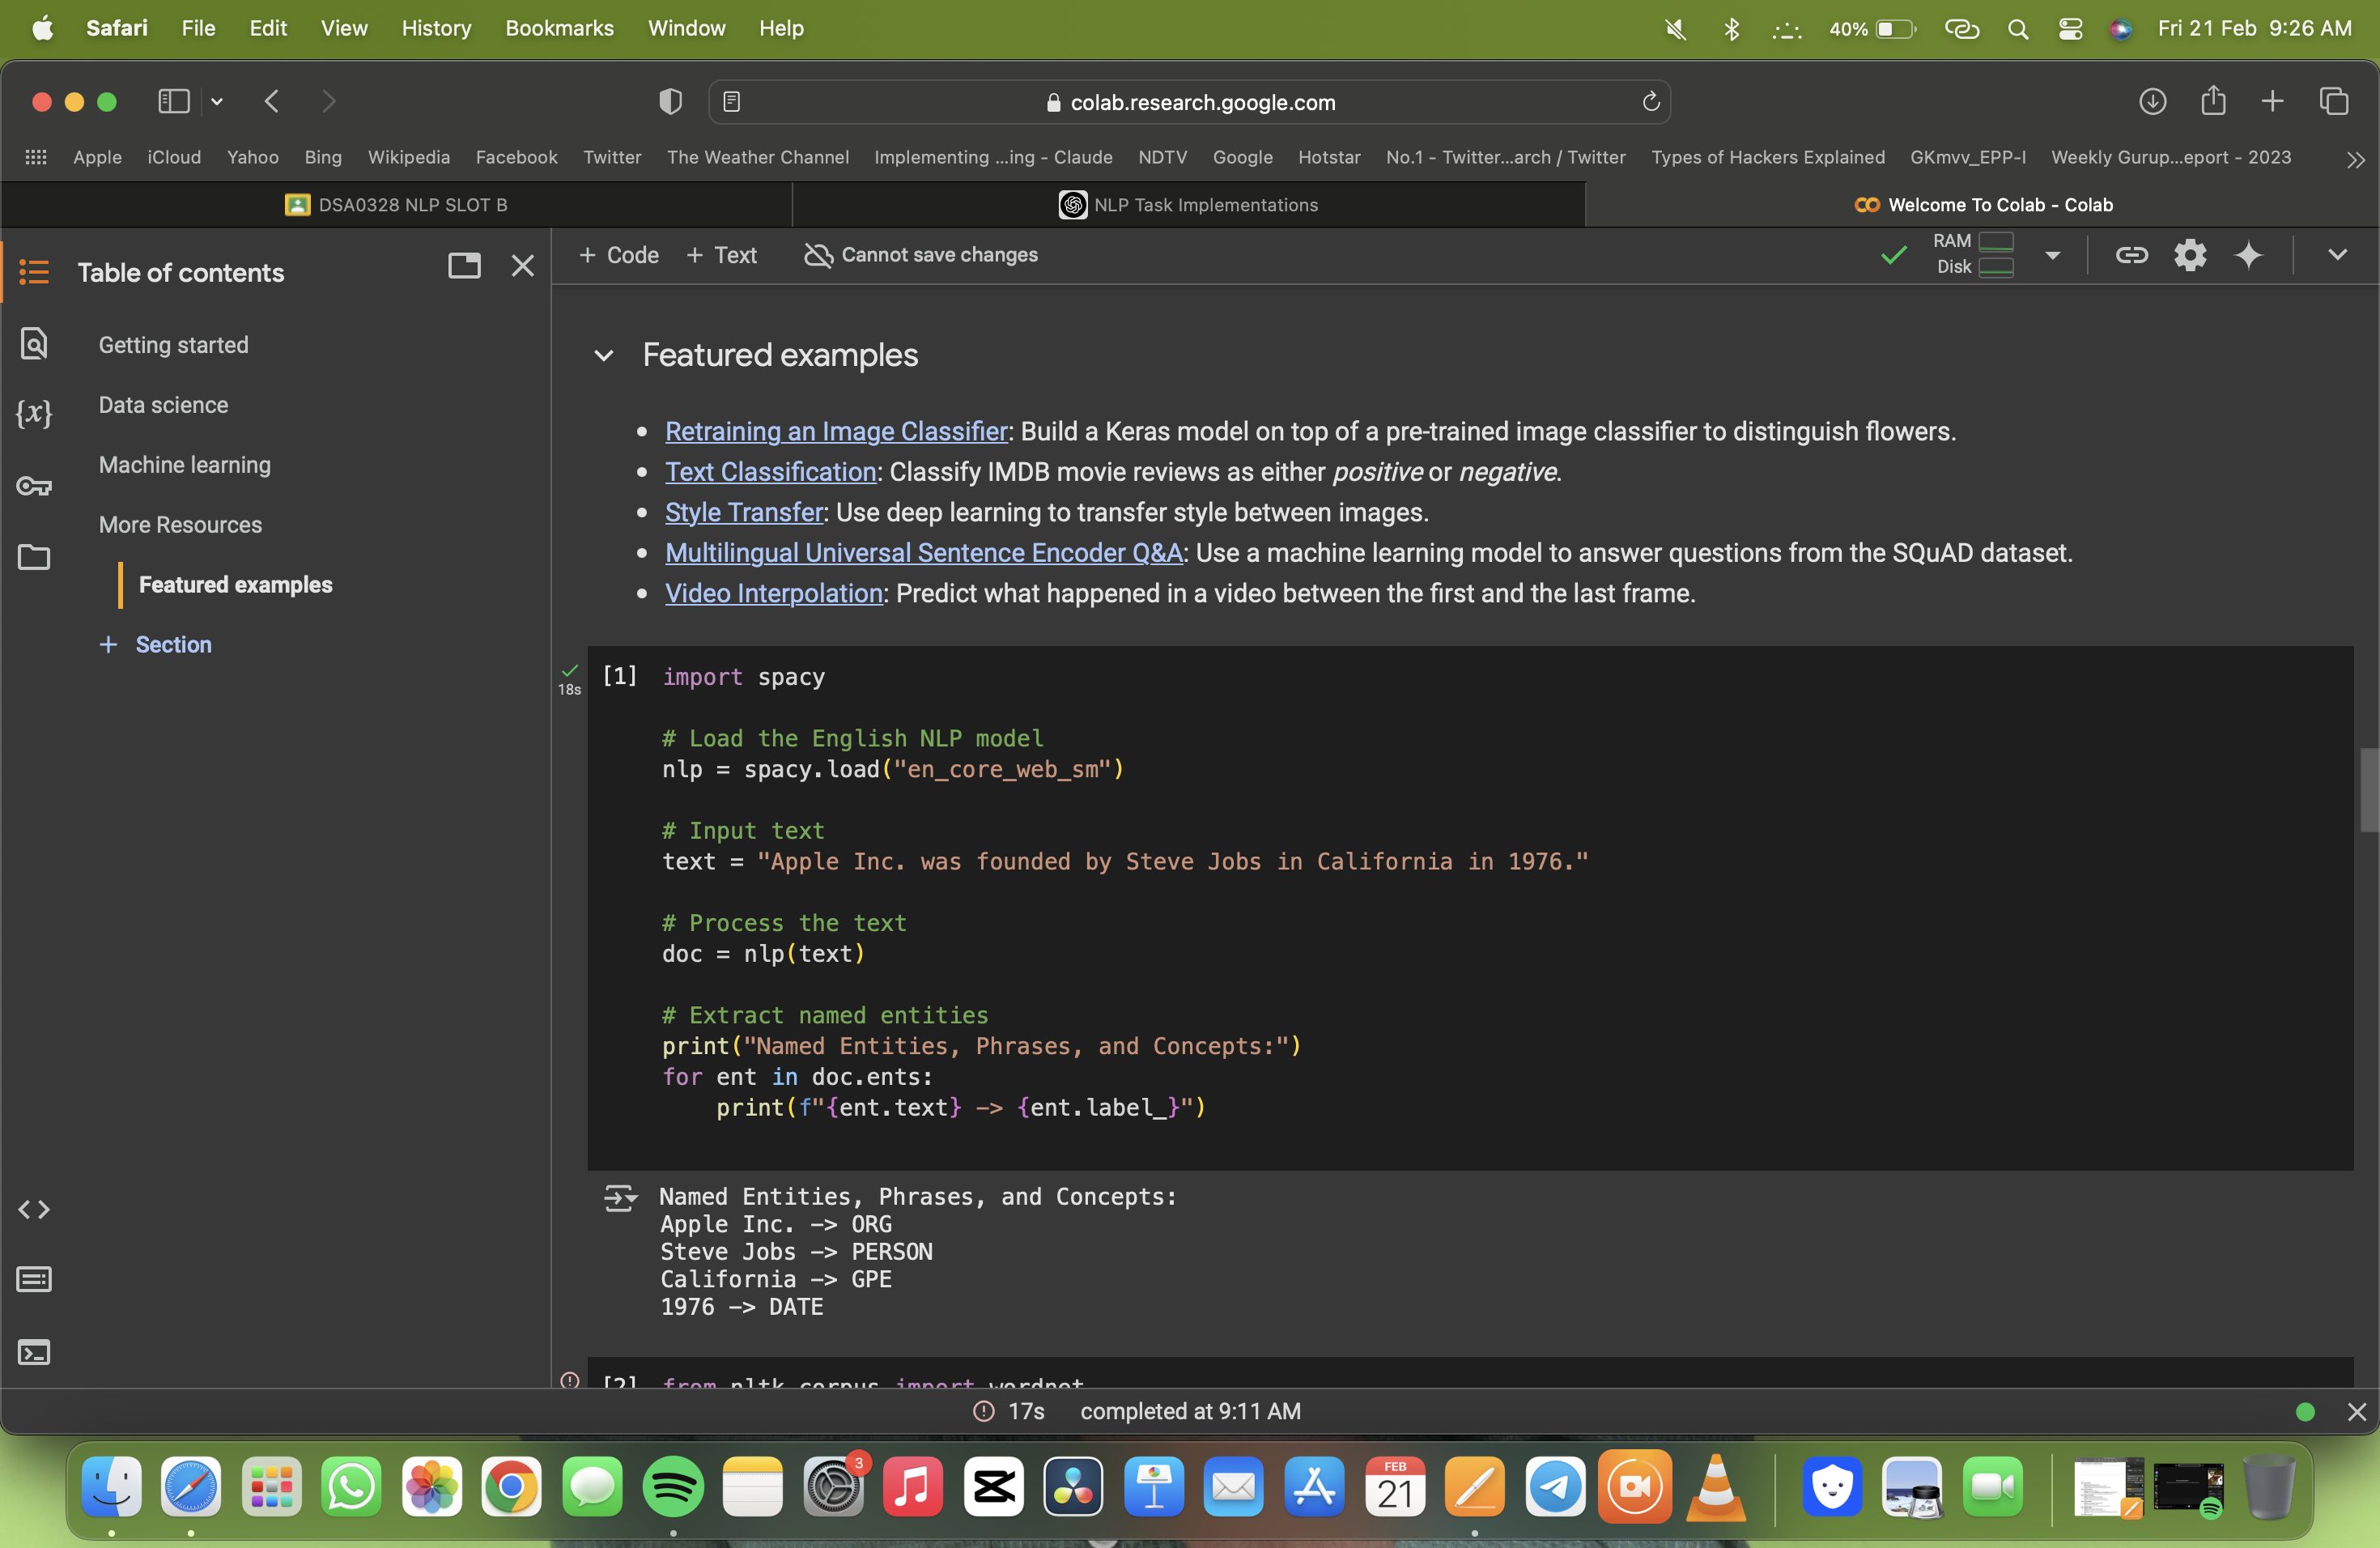 Safari File Edit View History Bookmarks Window Help 40% Fri 21 Feb 9:26 AM
colab.research.google.com
Apple iCloud Yahoo Bing Wikipedia Facebook Twitter The Weather Channel Implementing ...ing - Claude NDTV Google Hotstar No.1 - Twitter...arch / Twitter Types of Hackers Explained GKmvv_EPP-I Weekly Gurup...eport - 2023
DSA0328 NLP SLOT B NLP Task Implementations Welcome To Colab - Colab
Table of contents
Getting started
Data science
Machine learning
More Resources
Featured examples
+ Section
+ Code + Text Cannot save changes
RAM
Disk
Featured examples
• Retraining an Image Classifier: Build a Keras model on top of a pre-trained image classifier to distinguish flowers.
• Text Classification: Classify IMDB movie reviews as either positive or negative.
• Style Transfer: Use deep learning to transfer style between images.
• Multilingual Universal Sentence Encoder Q&A: Use a machine learning model to answer questions from the SQuAD dataset.
• Video Interpolation: Predict what happened in a video between the first and the last frame.
18s
[1] import spacy
# Load the English NLP model
nlp = spacy.load("en_core_web_sm")
# Input text
text = "Apple Inc. was founded by Steve Jobs in California in 1976."
# Process the text
doc = nlp(text)
# Extract named entities
print("Named Entities, Phrases, and Concepts:")
for ent in doc.ents:
print(f"{ent.text} -> {ent.label_}")
Named Entities, Phrases, and Concepts:
Apple Inc. -> ORG
Steve Jobs -> PERSON
California -> GPE
1976 -> DATE
[2] from nltk.corpus import wordnet
17s completed at 9:11 AM
3
FEB
21